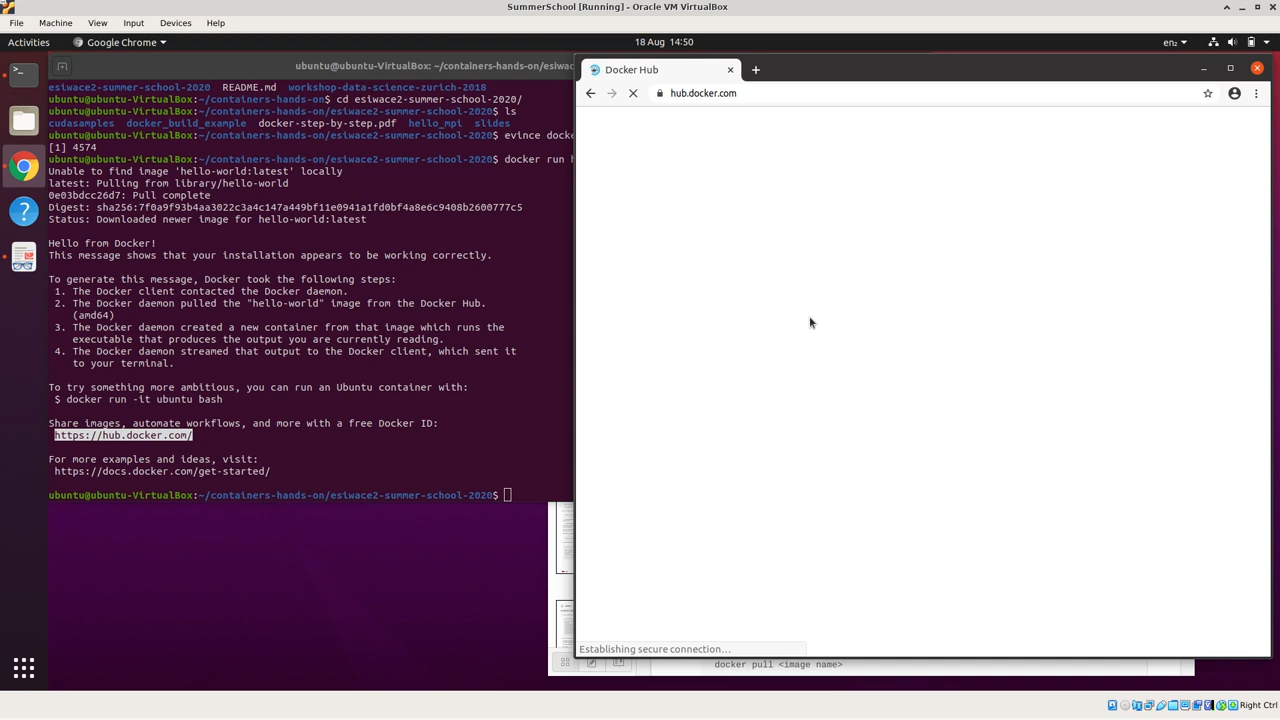 SummerSchool [Running] - Oracle VM VirtualBox
File Machine View Input Devices Help
Activities Google Chrome 18 Aug 14:50 en₂
ubuntu@ubuntu-VirtualBox: ~/containers-hands-on/esiwac
esiwace2-summer-school-2020 README.md workshop-data-science-zurich-2018
ubuntu@ubuntu-VirtualBox:~/containers-hands-on$ cd esiwace2-summer-school-2020/
ubuntu@ubuntu-VirtualBox:~/containers-hands-on/esiwace2-summer-school-2020$ ls
cudasamples docker_build_example docker-step-by-step.pdf hello_mpi slides
ubuntu@ubuntu-VirtualBox:~/containers-hands-on/esiwace2-summer-school-2020$ evince docke
[1] 4574
ubuntu@ubuntu-VirtualBox:~/containers-hands-on/esiwace2-summer-school-2020$ docker run h
Unable to find image 'hello-world:latest' locally
latest: Pulling from library/hello-world
0e03bdcc26d7: Pull complete
Digest: sha256:7f0a9f93b4aa3022c3a4c147a449bf11e0941a1fd0bf4a8e6c9408b2600777c5
Status: Downloaded newer image for hello-world:latest
Hello from Docker!
This message shows that your installation appears to be working correctly.
To generate this message, Docker took the following steps:
1. The Docker client contacted the Docker daemon.
2. The Docker daemon pulled the "hello-world" image from the Docker Hub.
(amd64)
3. The Docker daemon created a new container from that image which runs the
executable that produces the output you are currently reading.
4. The Docker daemon streamed that output to the Docker client, which sent it
to your terminal.
To try something more ambitious, you can run an Ubuntu container with:
$ docker run -it ubuntu bash
Share images, automate workflows, and more with a free Docker ID:
https://hub.docker.com/
For more examples and ideas, visit:
https://docs.docker.com/get-started/
ubuntu@ubuntu-VirtualBox:~/containers-hands-on/esiwace2-summer-school-2020$
Docker Hub
hub.docker.com
Establishing secure connection...
docker pull <image name>
Right Ctrl